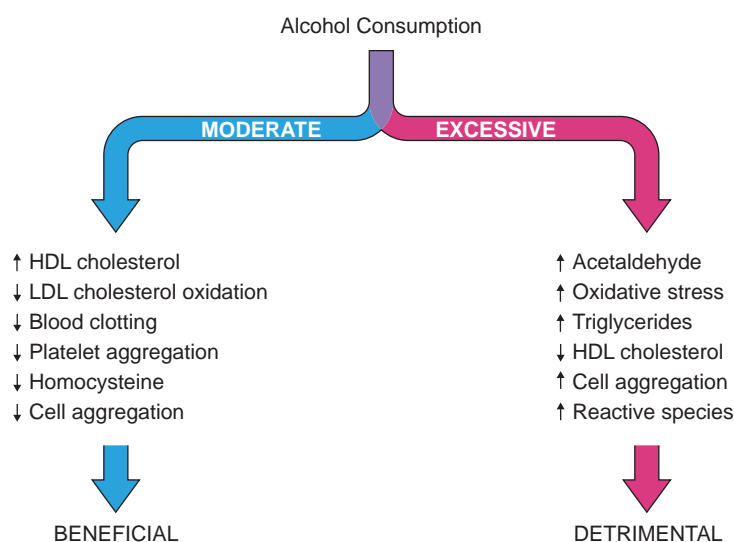 Alcohol Consumption
MODERATE
EXCESSIVE
↑ HDL cholesterol
↓ LDL cholesterol oxidation
↓ Blood clotting
↓ Platelet aggregation
↓ Homocysteine
↓ Cell aggregation
BENEFICIAL
↑ Acetaldehyde
↑ Oxidative stress
↑ Triglycerides
↓ HDL cholesterol
↑ Cell aggregation
↑ Reactive species
DETRIMENTAL